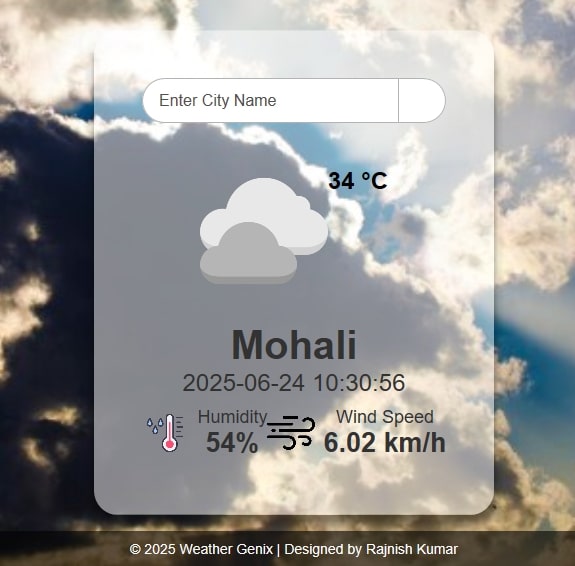 Enter City Name
34 °C
Mohali
2025-06-24 10:30:56
Humidity Wind Speed
54% 6.02 km/h
© 2025 Weather Genix | Designed by Rajnish Kumar